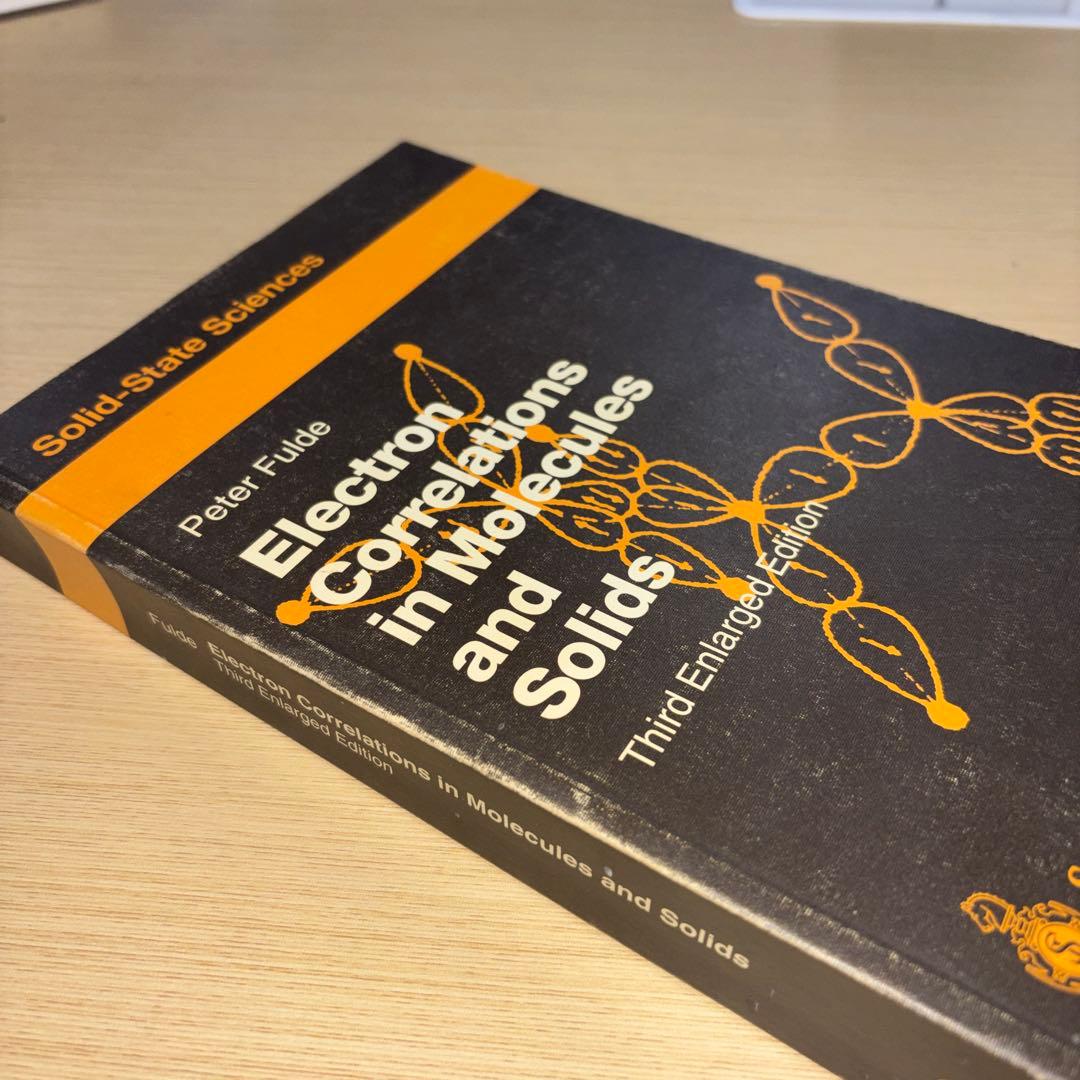 Solid-State Sciences
Peter Fulde
Electron
Correlations
in Molecules
and
Solids
Third Enlarged Edition
Fulde Electron Correlations in Molecules and Solids
Third Enlarged Edition